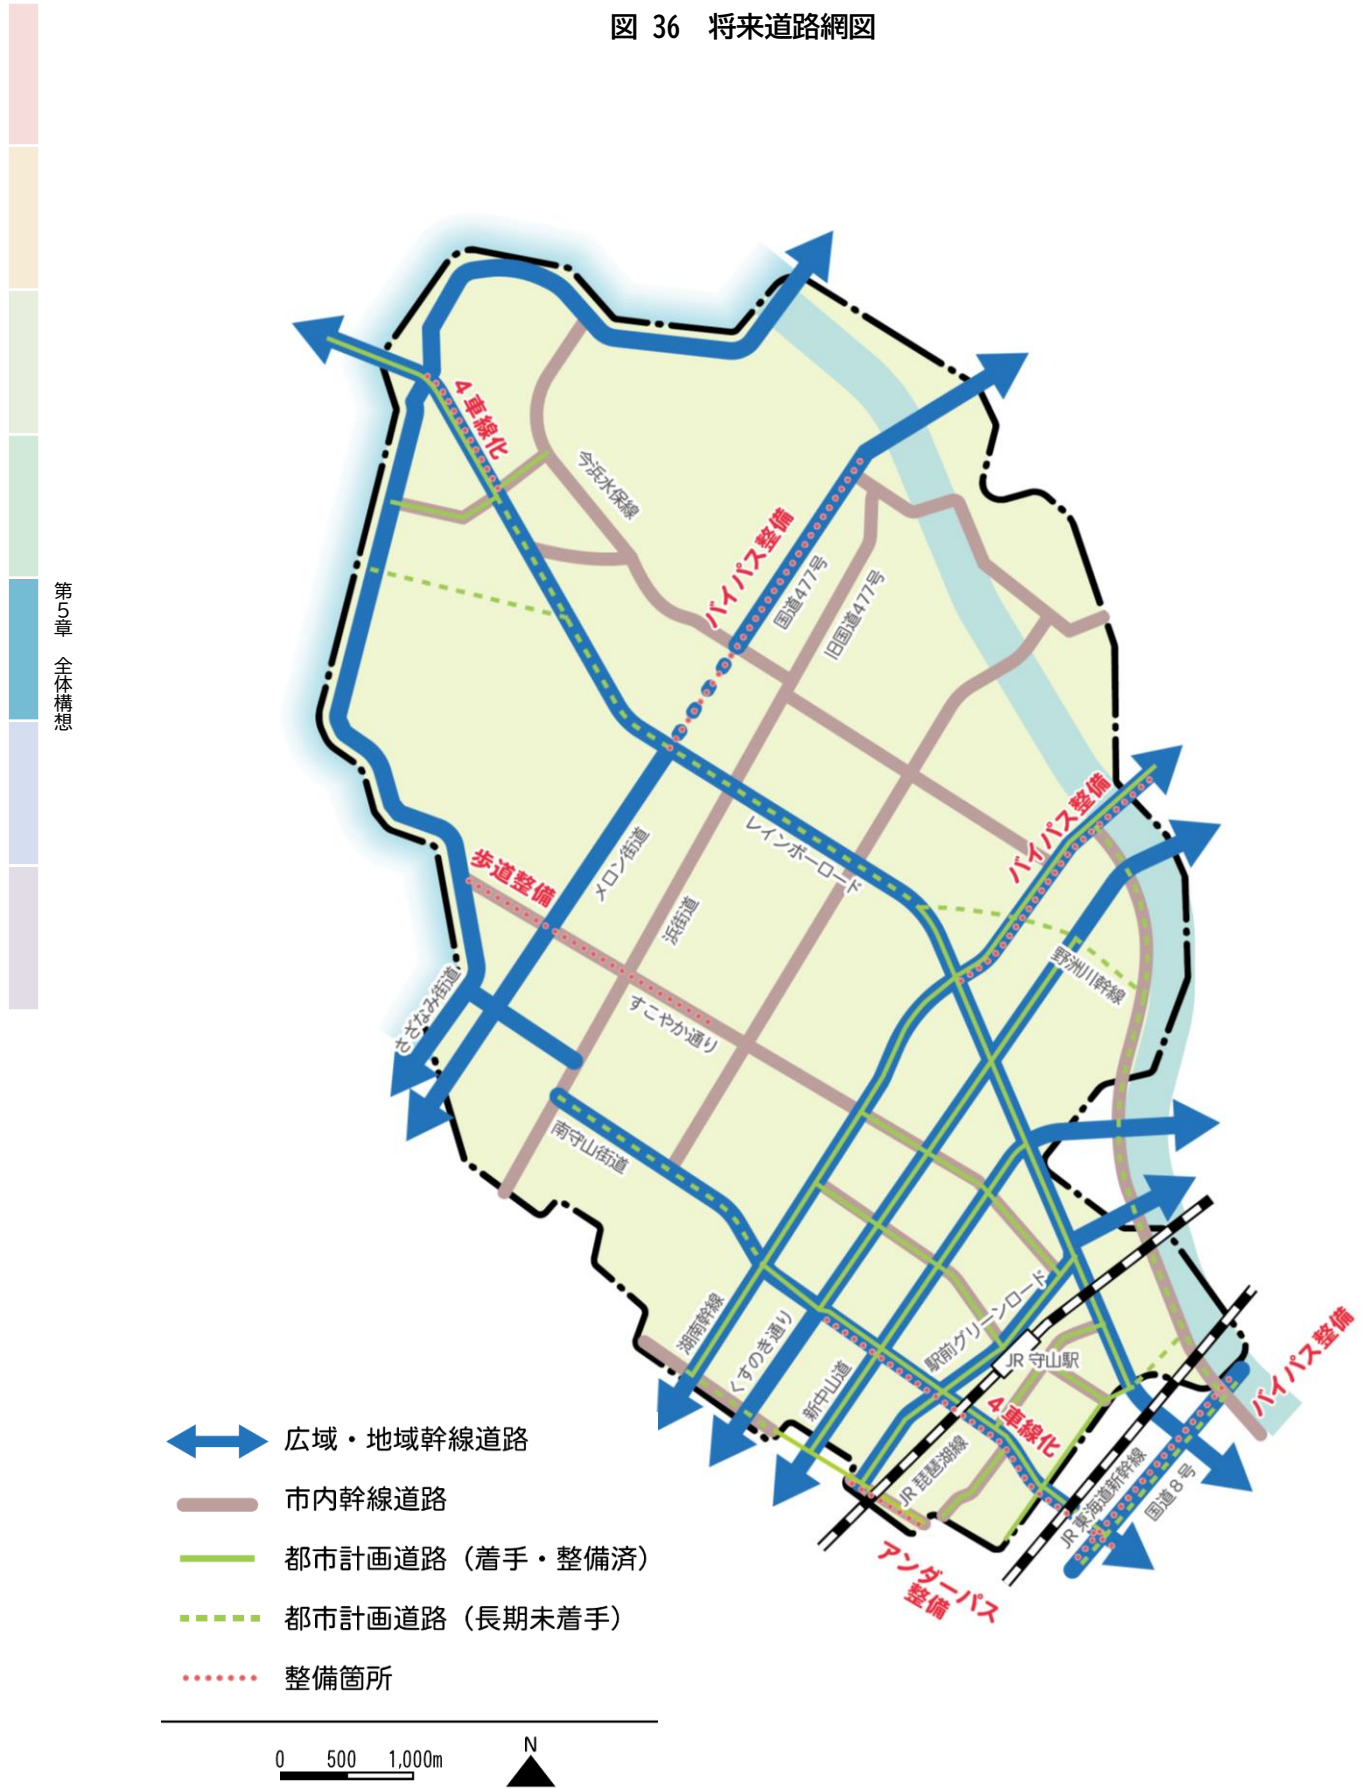 図 36 将来道路網図
第5章 全体構想
4車線化
今浜水保線
バイパス整備
国道477号
旧国道477号
バイパス整備
レインボーロード
メロン街道
歩道整備
浜街道
野洲川幹線
さざなみ街道
すこやか通り
南守山街道
湖南幹線
くすのき通り
新中山道
駅前グリーンロード
JR 守山駅
4車線化
バイパス整備
JR 琵琶湖線
JR 東海道新幹線
国道8号
アンダーパス
整備
広域・地域幹線道路
市内幹線道路
都市計画道路（着手・整備済）
都市計画道路（長期未着手）
整備箇所
0 500 1,000m
N